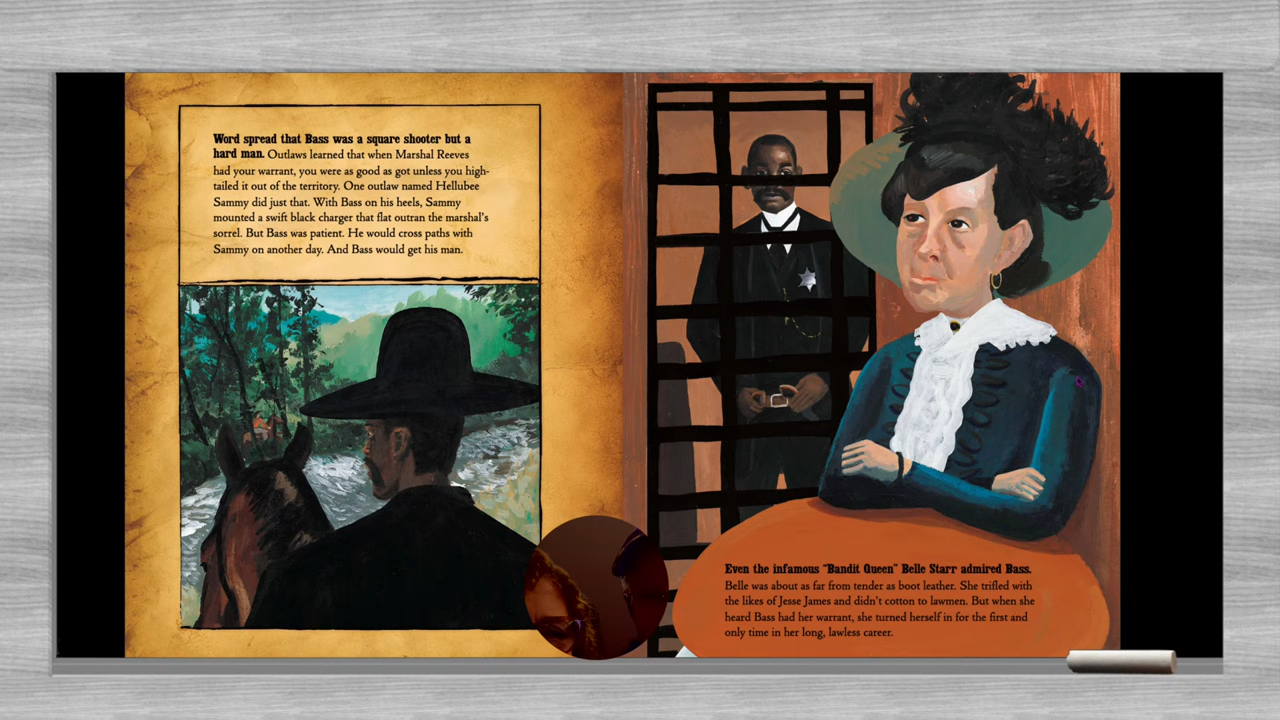 Word spread that Bass was a square shooter but a
hard man. Outlaws learned that when Marshal Reeves
had your warrant, you were as good as got unless you high-
tailed it out of the territory. One outlaw named Hellubee
Sammy did just that. With Bass on his heels, Sammy
mounted a swift black charger that flat outran the marshal's
sorrel. But Bass was patient. He would cross paths with
Sammy on another day. And Bass would get his man.
Even the infamous “Bandit Queen” Belle Starr admired Bass.
Belle was about as far from tender as boot leather. She trifled with
the likes of Jesse James and didn't cotton to lawmen. But when she
heard Bass had her warrant, she turned herself in for the first and
only time in her long, lawless career.